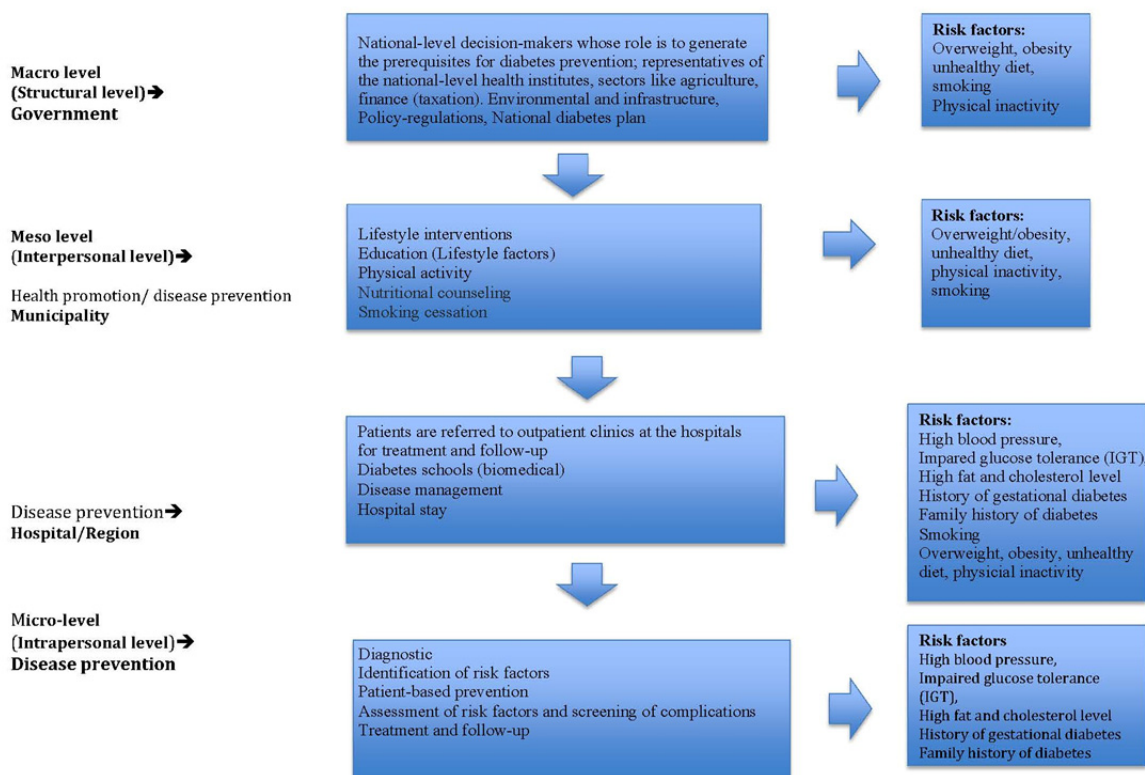 Macro level
(Structural level)➔
Government
National-level decision-makers whose role is to generate
the prerequisites for diabetes prevention; representatives of
the national-level health institutes, sectors like agriculture,
finance (taxation). Environmental and infrastructure,
Policy-regulations, National diabetes plan
Risk factors:
Overweight, obesity
unhealthy diet,
smoking
Physical inactivity
Meso level
(Interpersonal level)➔
Health promotion/ disease prevention
Municipality
Lifestyle interventions
Education (Lifestyle factors)
Physical activity
Nutritional counseling
Smoking cessation
Risk factors:
Overweight/obesity,
unhealthy diet,
physical inactivity,
smoking
Disease prevention➔
Hospital/Region
Patients are referred to outpatient clinics at the hospitals
for treatment and follow-up
Diabetes schools (biomedical)
Disease management
Hospital stay
Risk factors:
High blood pressure,
Impared glucose tolerance (IGT),
High fat and cholesterol level
History of gestational diabetes
Family history of diabetes
Smoking
Overweight, obesity, unhealthy
diet, physicial inactivity
Micro-level
(Intrapersonal level)➔
Disease prevention
Diagnostic
Identification of risk factors
Patient-based prevention
Assessment of risk factors and screening of complications
Treatment and follow-up
Risk factors
High blood pressure,
Impaired glucose tolerance
(IGT),
High fat and cholesterol level
History of gestational diabetes
Family history of diabetes